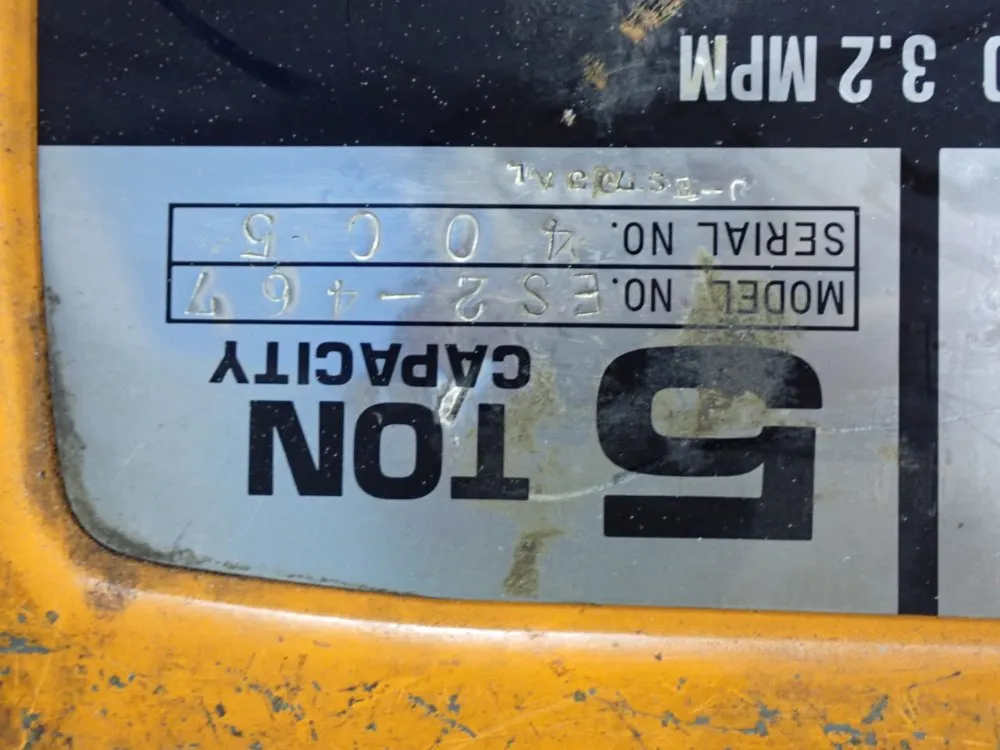 5 TON
CAPACITY
MODEL NO. ES2-467
SERIAL NO. 40C5
3.2 MPM